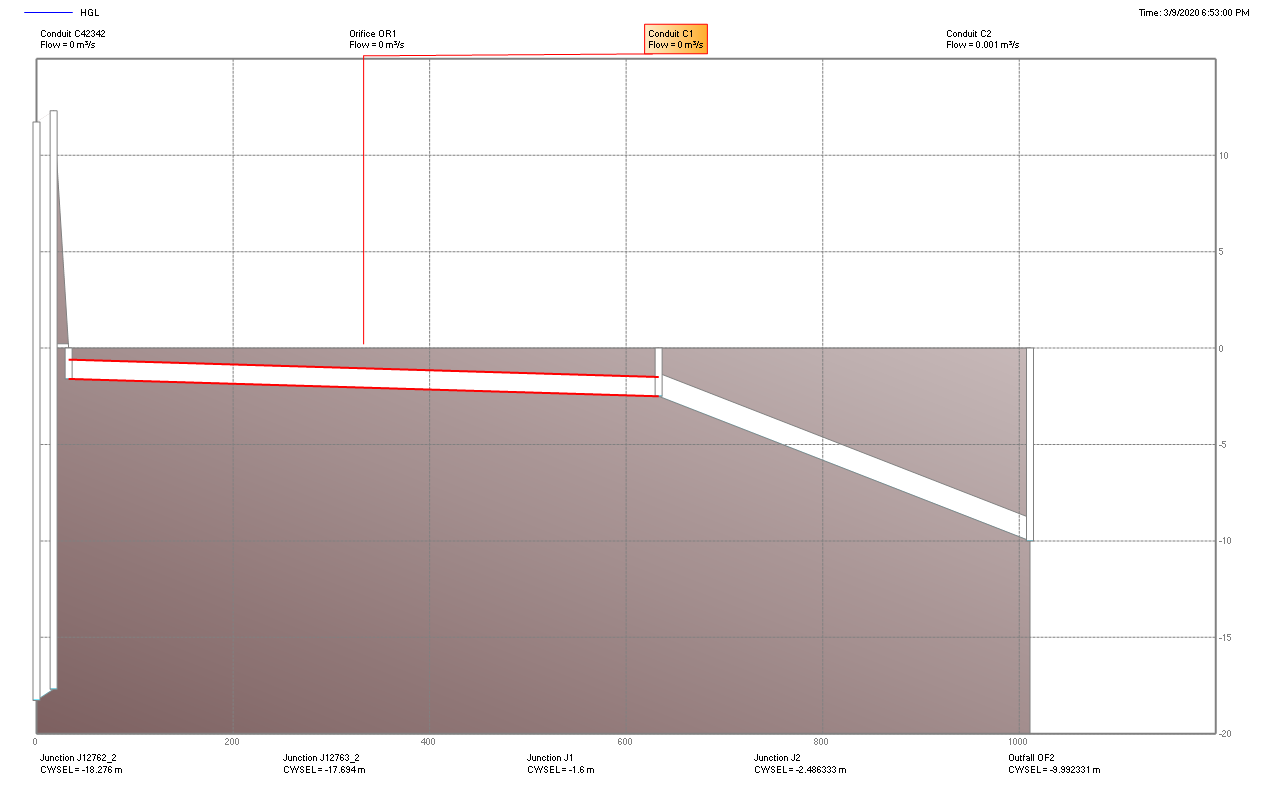 HGL
Time: 3/9/2020 6:53:00 PM
Conduit C42342
Flow = 0 m³/s
Orifice OR1
Flow = 0 m³/s
Conduit C1
Flow = 0 m³/s
Conduit C2
Flow = 0.001 m³/s
10
5
0
-5
-10
-15
-20
0
200
400
600
800
1000
Junction J12762_2
CWSEL = -18.276 m
Junction J12763_2
CWSEL = -17.694 m
Junction J1
CWSEL = -1.6 m
Junction J2
CWSEL = -2.486333 m
Outfall OF2
CWSEL = -9.992331 m